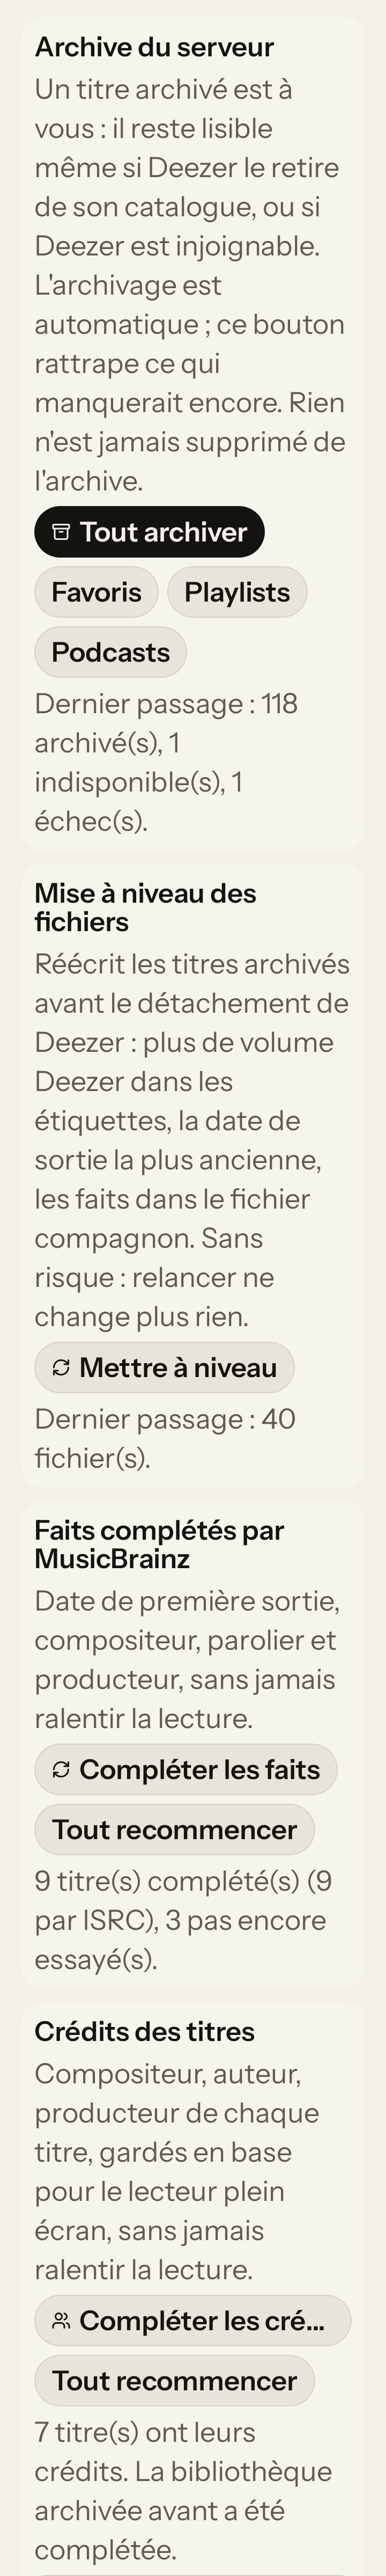 Archive du serveur
Un titre archivé est à
vous : il reste lisible
même si Deezer le retire
de son catalogue, ou si
Deezer est injoignable.
L'archivage est
automatique ; ce bouton
rattrape ce qui
manquerait encore. Rien
n'est jamais supprimé de
l'archive.
Tout archiver
Favoris Playlists
Podcasts
Dernier passage : 118
archivé(s), 1
indisponible(s), 1
échec(s).
Mise à niveau des
fichiers
Réécrit les titres archivés
avant le détachement de
Deezer : plus de volume
Deezer dans les
étiquettes, la date de
sortie la plus ancienne,
les faits dans le fichier
compagnon. Sans
risque : relancer ne
change plus rien.
Mettre à niveau
Dernier passage : 40
fichier(s).
Faits complétés par
MusicBrainz
Date de première sortie,
compositeur, parolier et
producteur, sans jamais
ralentir la lecture.
Compléter les faits
Tout recommencer
9 titre(s) complété(s) (9
par ISRC), 3 pas encore
essayé(s).
Crédits des titres
Compositeur, auteur,
producteur de chaque
titre, gardés en base
pour le lecteur plein
écran, sans jamais
ralentir la lecture.
Compléter les cré...
Tout recommencer
7 titre(s) ont leurs
crédits. La bibliothèque
archivée avant a été
complétée.